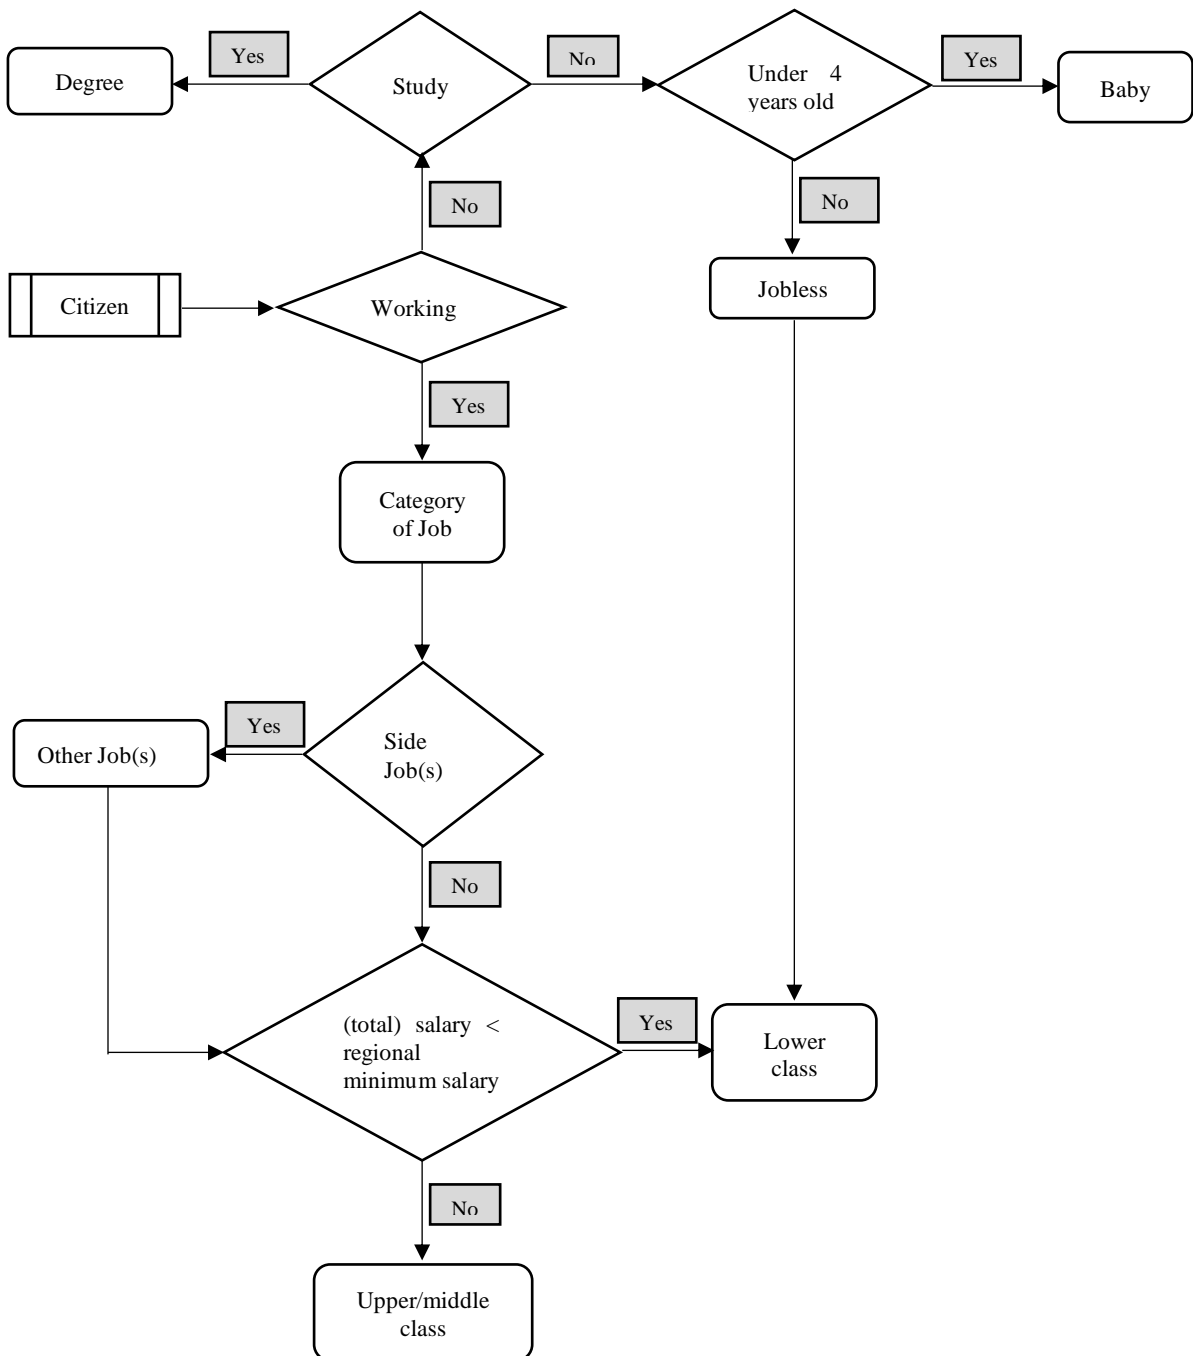 Yes
No
Degree
Study
Under 4
years old
Yes
Baby
No
No
Citizen
Working
Jobless
Yes
Category
of Job
Yes
Other Job(s)
Side
Job(s)
No
(total) salary <
regional
minimum salary
Yes
Lower
class
No
Upper/middle
class